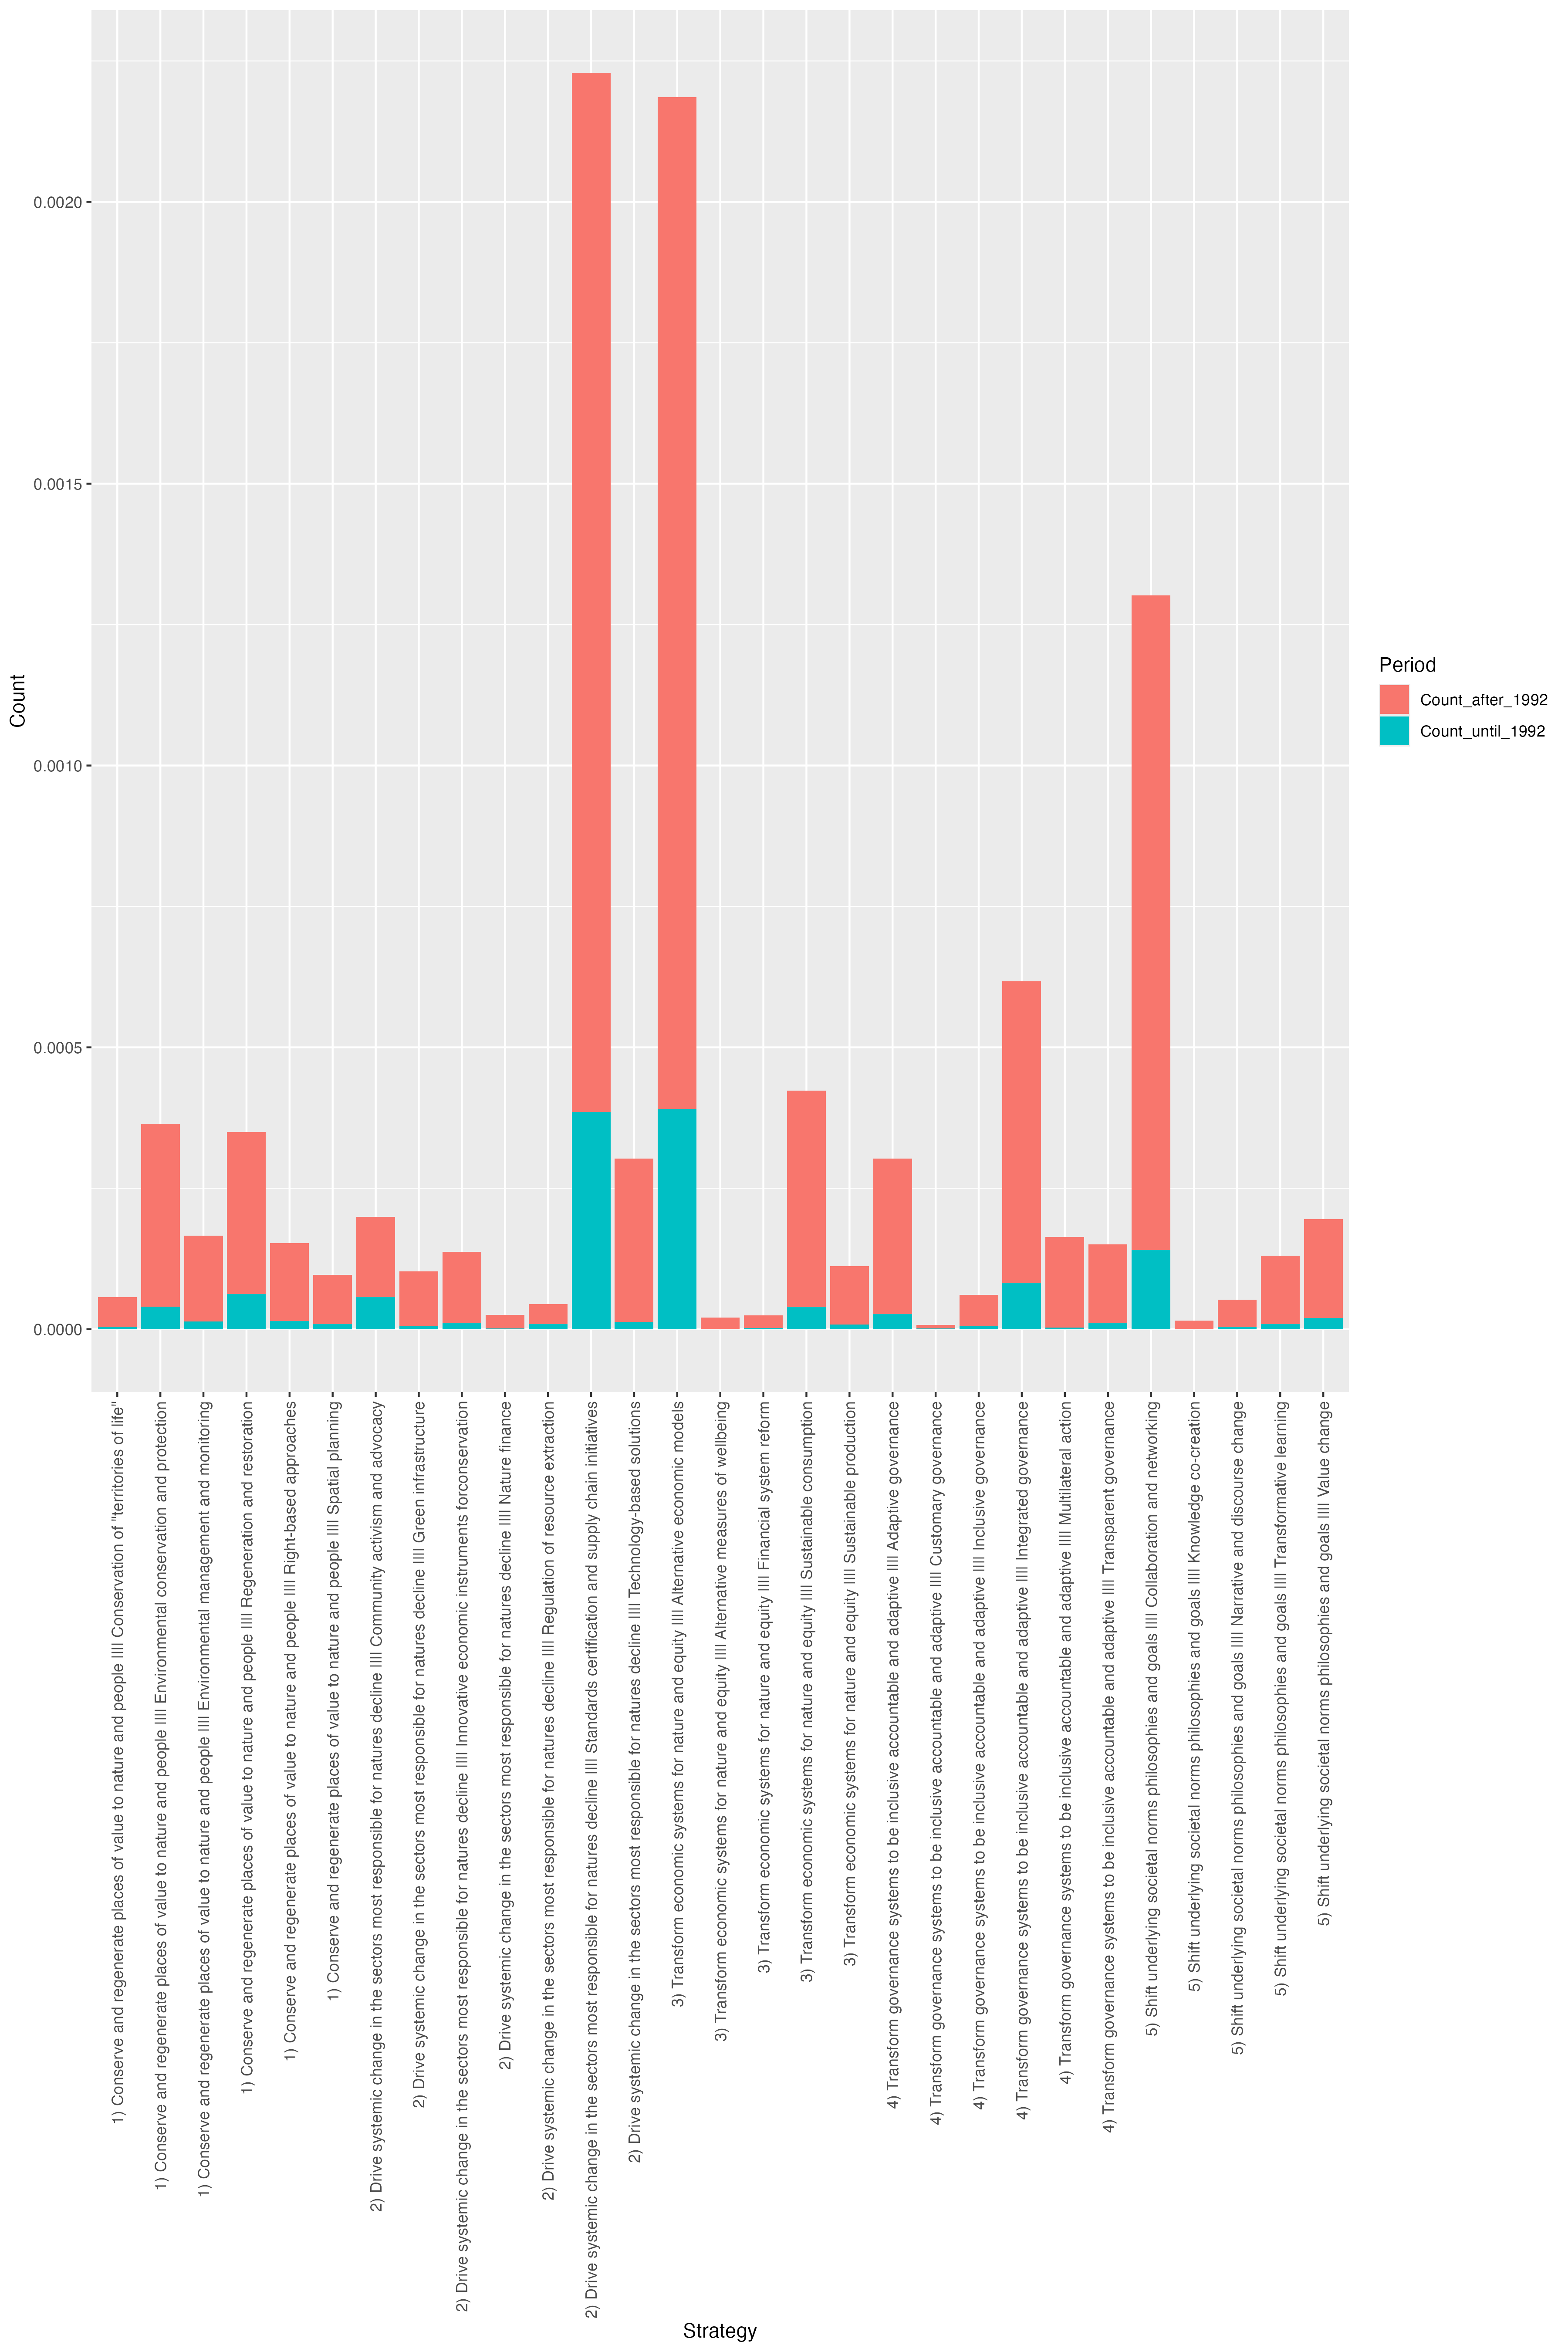 Count
0.0020
0.0015
0.0010
0.0005
0.0000
Period
Count_after_1992
Count_until_1992
1) Conserve and regenerate places of value to nature and people IIII Conservation of "territories of life"
1) Conserve and regenerate places of value to nature and people IIII Environmental conservation and protection
1) Conserve and regenerate places of value to nature and people IIII Environmental management and monitoring
1) Conserve and regenerate places of value to nature and people IIII Regeneration and restoration
1) Conserve and regenerate places of value to nature and people IIII Right-based approaches
1) Conserve and regenerate places of value to nature and people IIII Spatial planning
2) Drive systemic change in the sectors most responsible for natures decline IIII Community activism and advocacy
2) Drive systemic change in the sectors most responsible for natures decline IIII Green infrastructure
2) Drive systemic change in the sectors most responsible for natures decline IIII Innovative economic instruments forconservation
2) Drive systemic change in the sectors most responsible for natures decline IIII Nature finance
2) Drive systemic change in the sectors most responsible for natures decline IIII Regulation of resource extraction
2) Drive systemic change in the sectors most responsible for natures decline IIII Standards certification and supply chain initiatives
2) Drive systemic change in the sectors most responsible for natures decline IIII Technology-based solutions
3) Transform economic systems for nature and equity IIII Alternative economic models
3) Transform economic systems for nature and equity IIII Alternative measures of wellbeing
3) Transform economic systems for nature and equity IIII Financial system reform
3) Transform economic systems for nature and equity IIII Sustainable consumption
3) Transform economic systems for nature and equity IIII Sustainable production
4) Transform governance systems to be inclusive accountable and adaptive IIII Adaptive governance
4) Transform governance systems to be inclusive accountable and adaptive IIII Customary governance
4) Transform governance systems to be inclusive accountable and adaptive IIII Inclusive governance
4) Transform governance systems to be inclusive accountable and adaptive IIII Integrated governance
4) Transform governance systems to be inclusive accountable and adaptive IIII Multilateral action
4) Transform governance systems to be inclusive accountable and adaptive IIII Transparent governance
5) Shift underlying societal norms philosophies and goals IIII Collaboration and networking
5) Shift underlying societal norms philosophies and goals IIII Knowledge co-creation
5) Shift underlying societal norms philosophies and goals IIII Narrative and discourse change
5) Shift underlying societal norms philosophies and goals IIII Transformative learning
5) Shift underlying societal norms philosophies and goals IIII Value change
Strategy